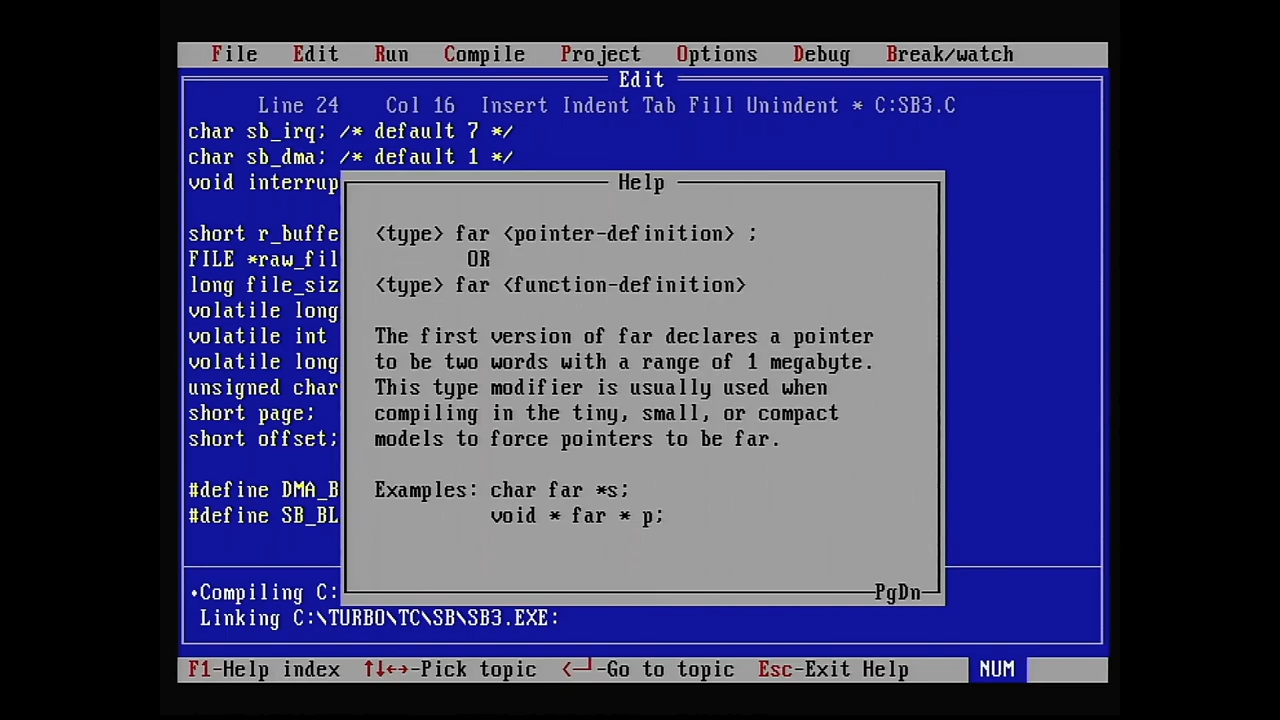 File Edit Run Compile Project Options Debug Break/watch
Edit
Line 24 Col 16 Insert Indent Tab Fill Unindent * C:SB3.C
char sb_irq; /* default 7 */
char sb_dma; /* default 1 */
void interrup
Help
short r_buffe
<type> far <pointer-definition> ;
FILE *raw_fil
OR
long file_siz
<type> far <function-definition>
volatile long
volatile int
The first version of far declares a pointer
volatile long
to be two words with a range of 1 megabyte.
unsigned char
This type modifier is usually used when
short page;
compiling in the tiny, small, or compact
short offset;
models to force pointers to be far.
#define DMA_B
Examples: char far *s;
#define SB_BL
void * far * p;
•Compiling C:
PgDn
Linking C:\TURBO\TC\SB\SB3.EXE:
F1-Help index ↑↓←→-Pick topic <─┘-Go to topic Esc-Exit Help NUM